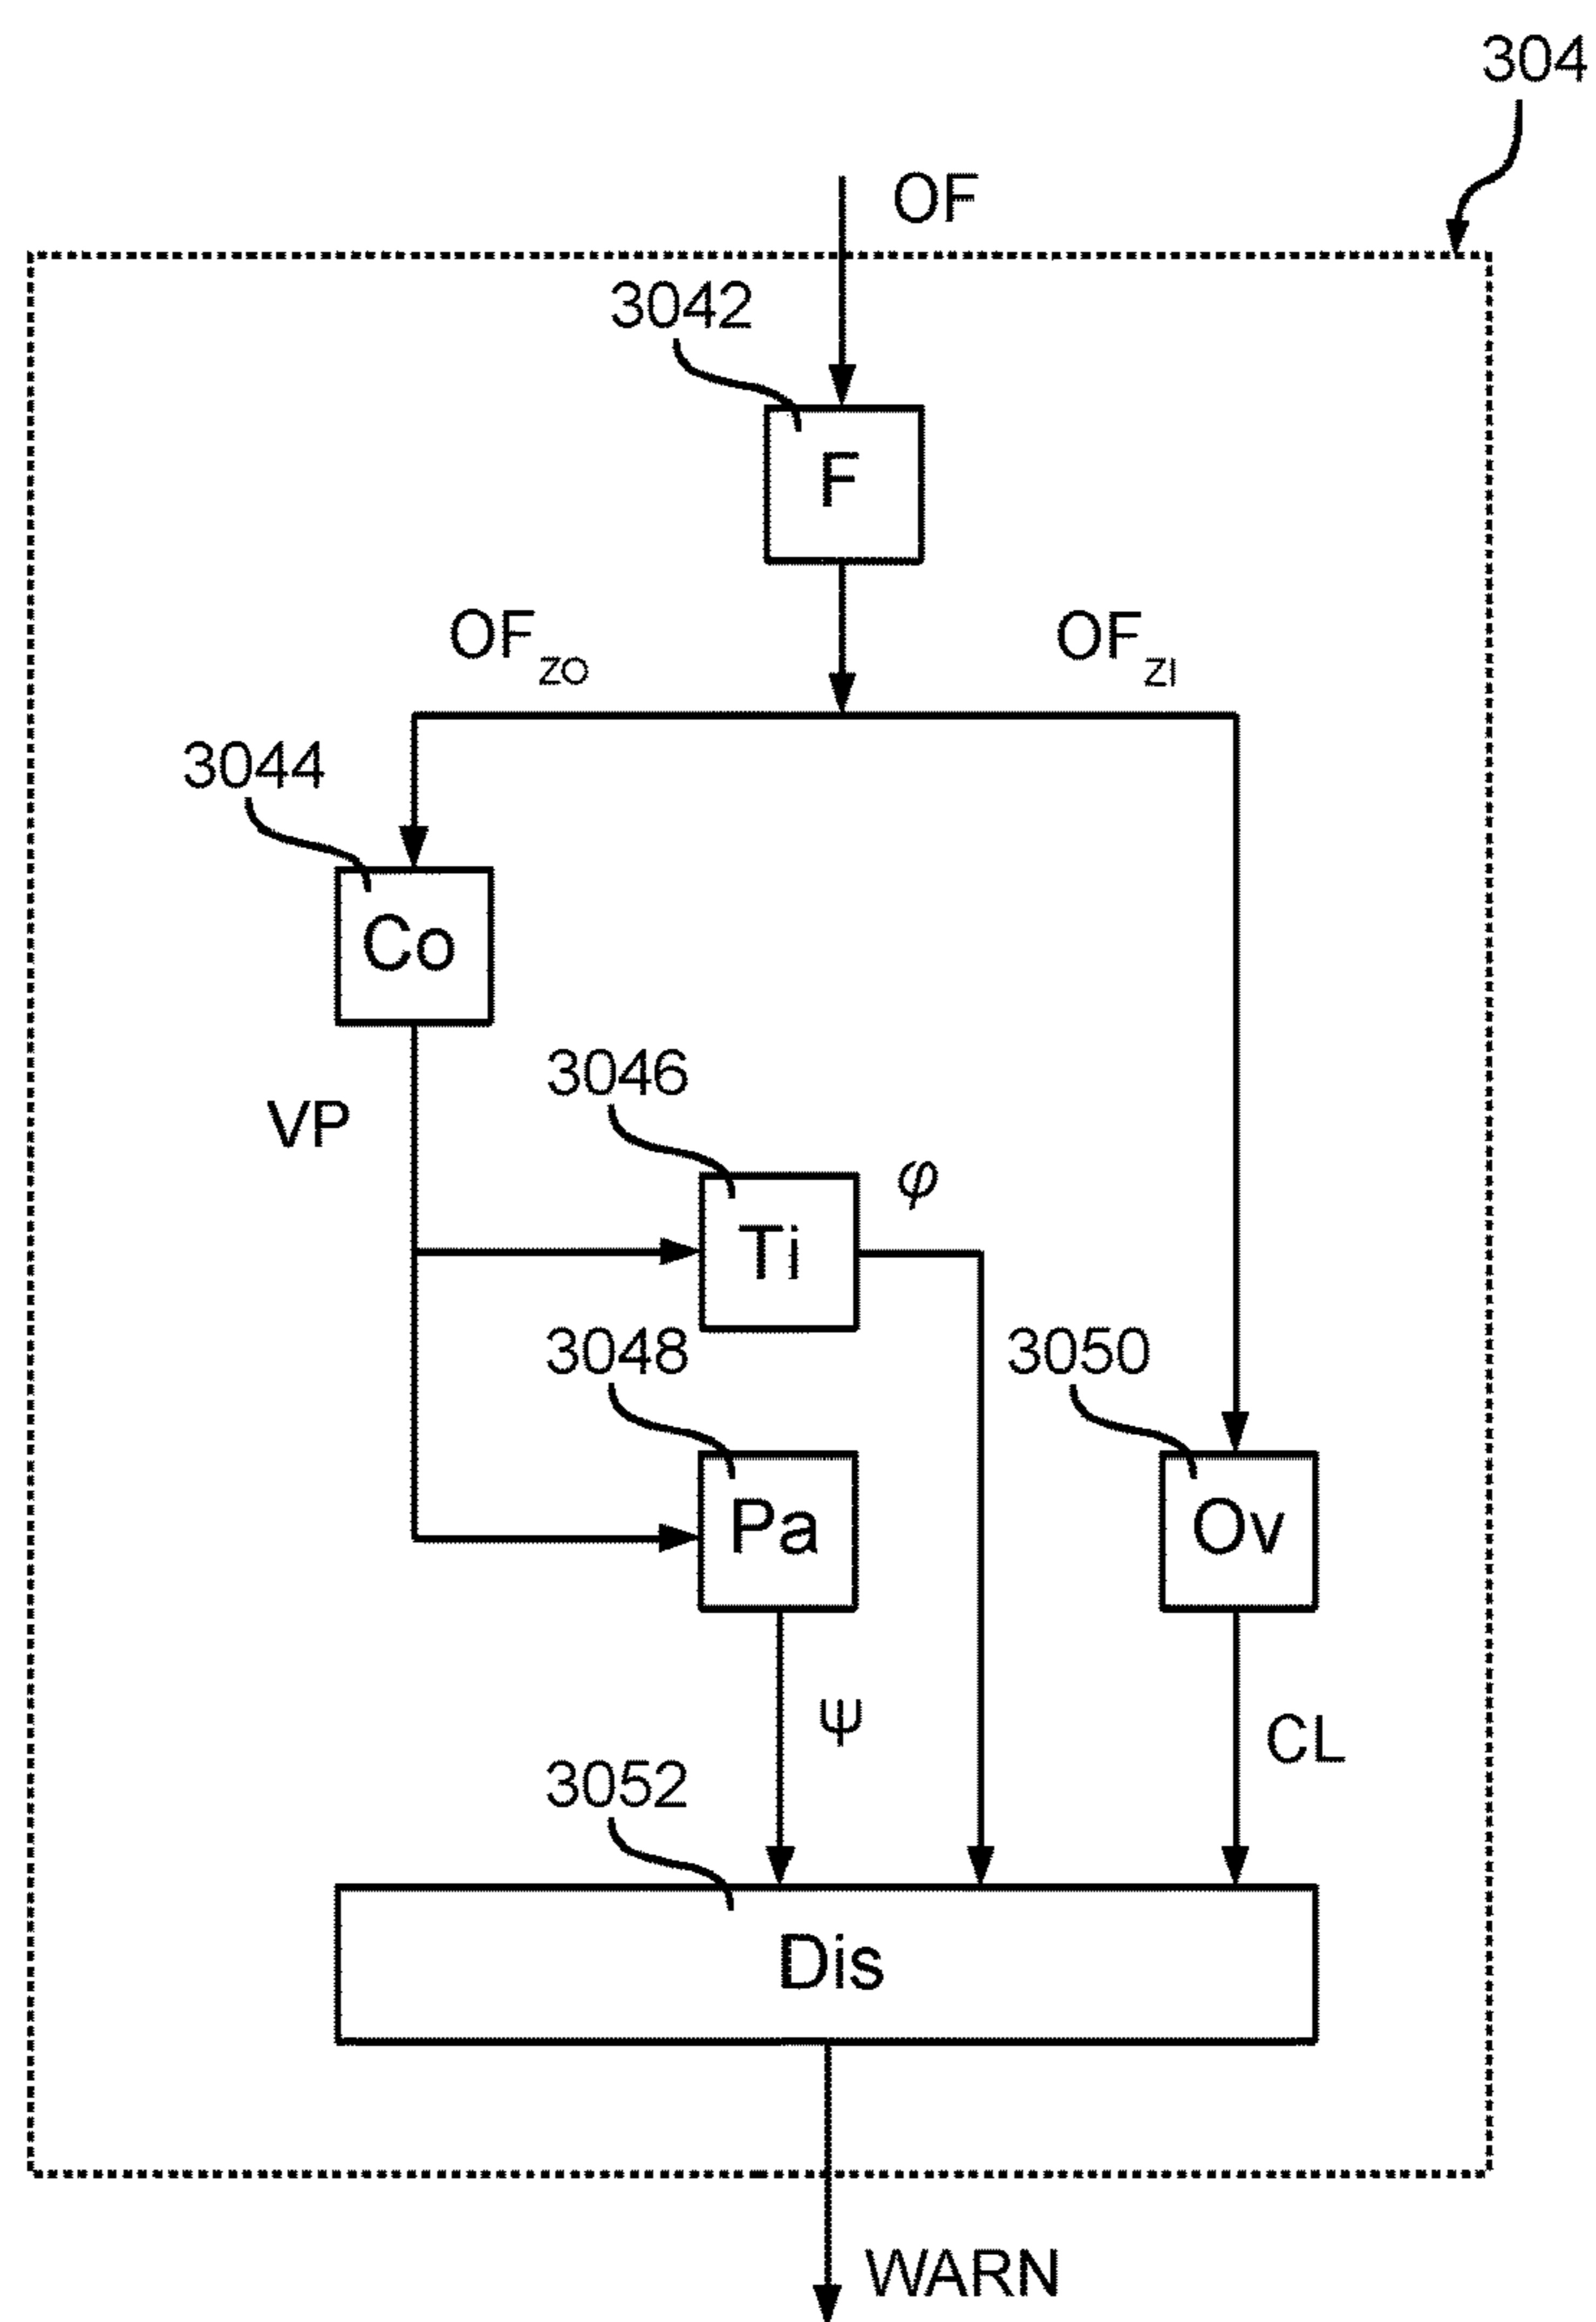 304
OF
3042
F
OFZO
OFZI
3044
Co
3046
VP
φ
Ti
3048
3050
Pa
Ov
ψ
CL
3052
Dis
WARN